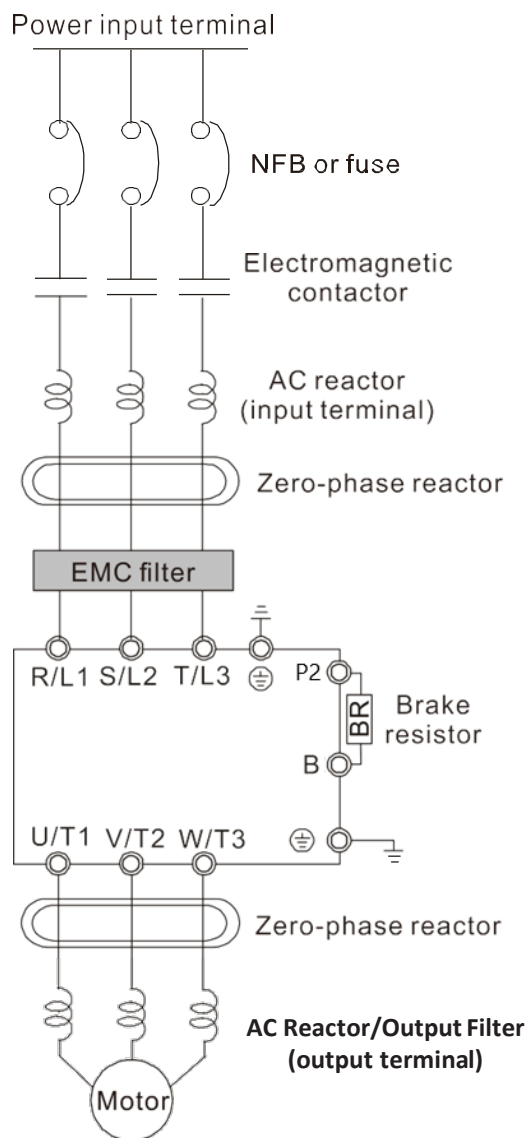 Power input terminal
NFB or fuse
Electromagnetic
contactor
AC reactor
(input terminal)
Zero-phase reactor
EMC filter
R/L1 S/L2 T/L3
P2
BR
Brake
resistor
B
U/T1 V/T2 W/T3
Zero-phase reactor
AC Reactor/Output Filter
(output terminal)
Motor